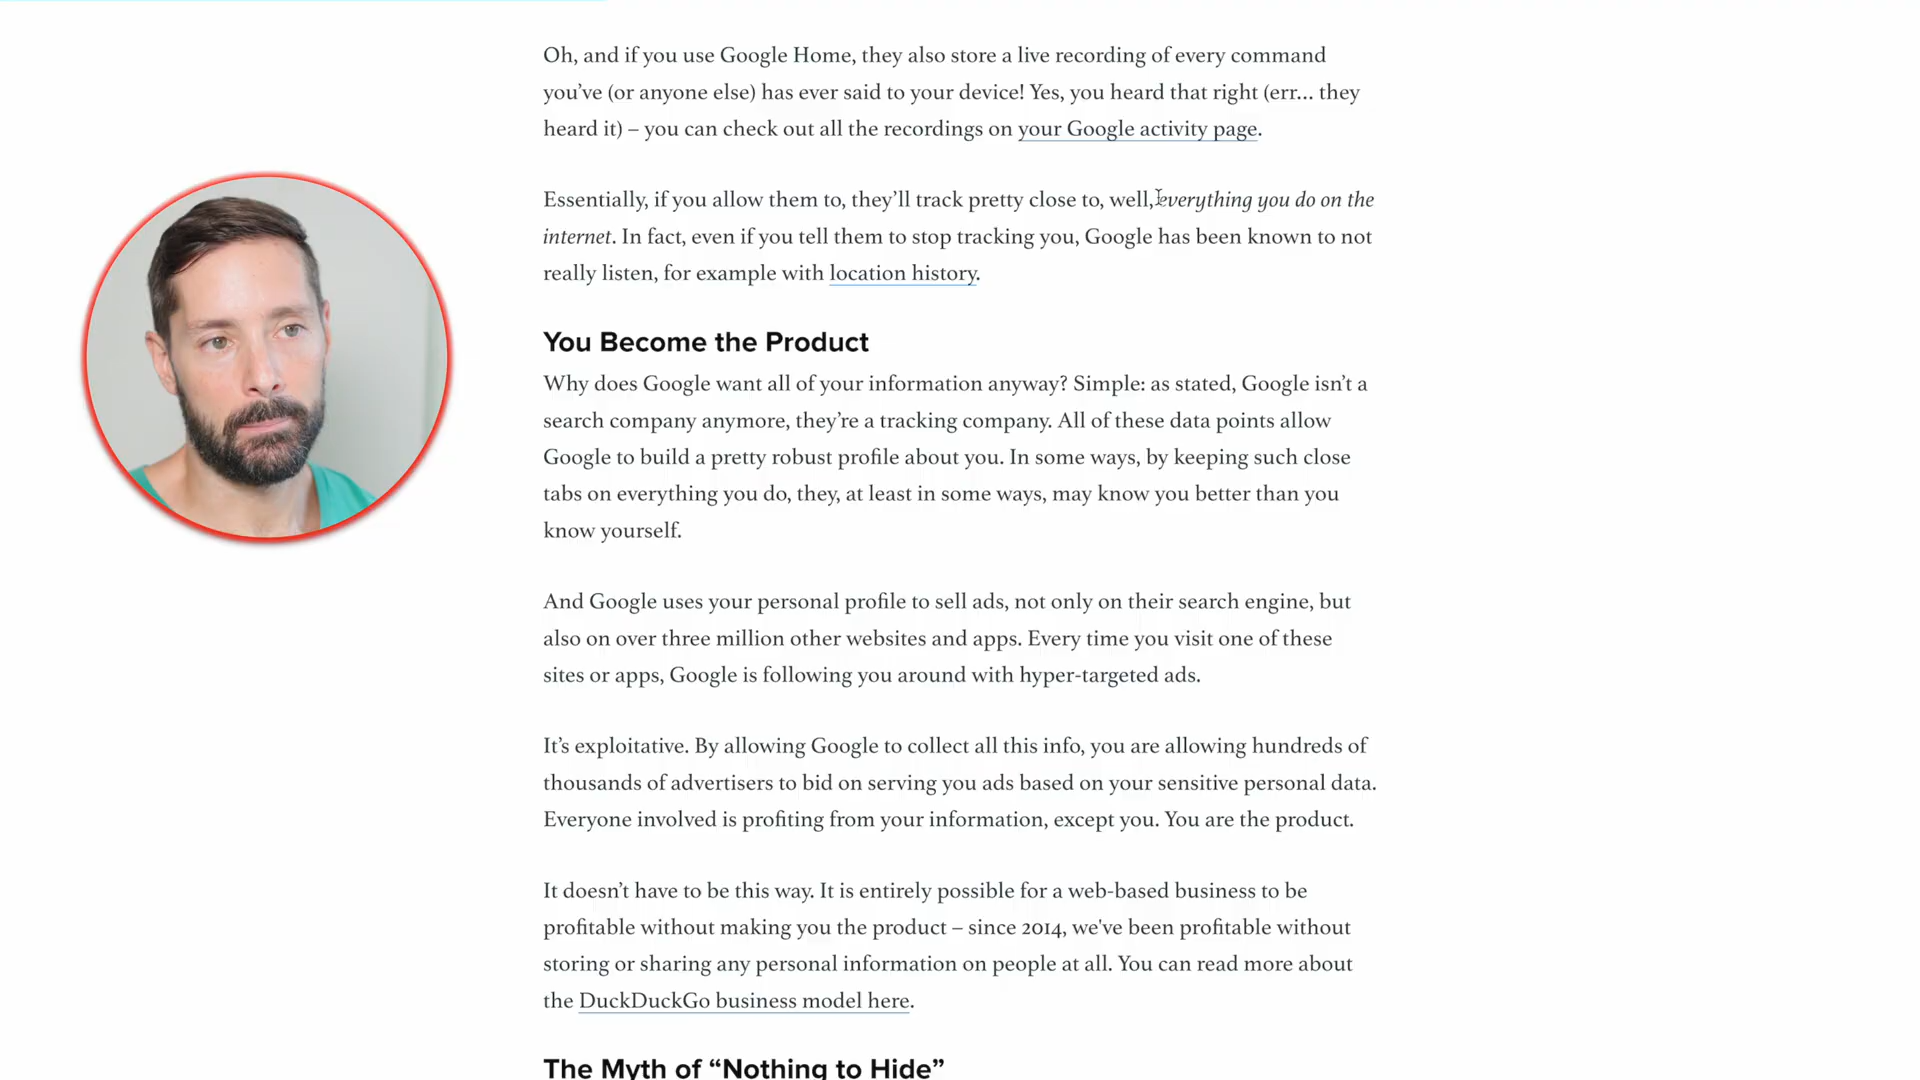 Oh, and if you use Google Home, they also store a live recording of every command
you’ve (or anyone else) has ever said to your device! Yes, you heard that right (err... they
heard it) – you can check out all the recordings on your Google activity page.
Essentially, if you allow them to, they’ll track pretty close to, well, everything you do on the
internet. In fact, even if you tell them to stop tracking you, Google has been known to not
really listen, for example with location history.
You Become the Product
Why does Google want all of your information anyway? Simple: as stated, Google isn’t a
search company anymore, they’re a tracking company. All of these data points allow
Google to build a pretty robust profile about you. In some ways, by keeping such close
tabs on everything you do, they, at least in some ways, may know you better than you
know yourself.
And Google uses your personal profile to sell ads, not only on their search engine, but
also on over three million other websites and apps. Every time you visit one of these
sites or apps, Google is following you around with hyper-targeted ads.
It’s exploitative. By allowing Google to collect all this info, you are allowing hundreds of
thousands of advertisers to bid on serving you ads based on your sensitive personal data.
Everyone involved is profiting from your information, except you. You are the product.
It doesn’t have to be this way. It is entirely possible for a web-based business to be
profitable without making you the product – since 2014, we've been profitable without
storing or sharing any personal information on people at all. You can read more about
the DuckDuckGo business model here.
The Myth of “Nothing to Hide”